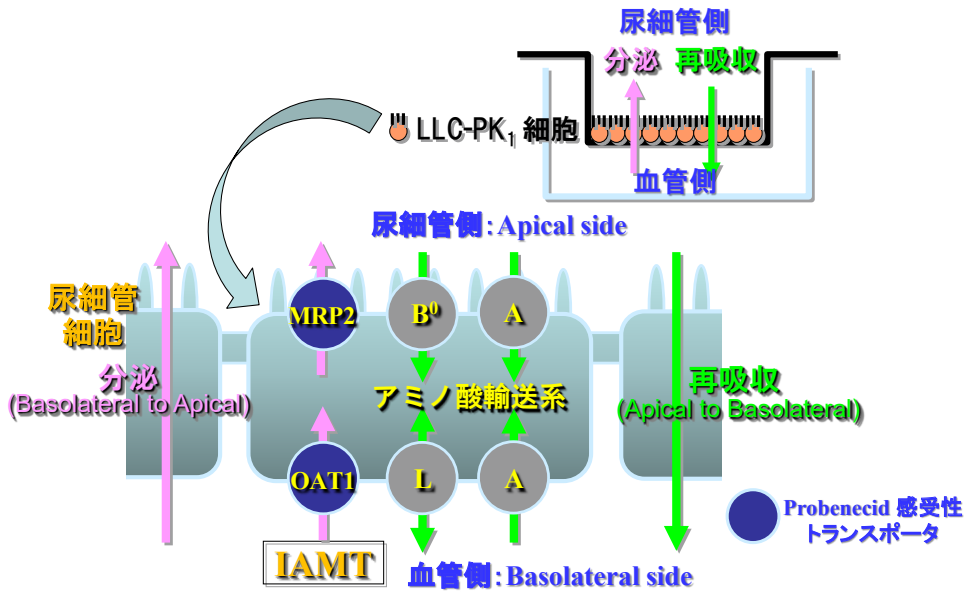 尿細管側
分泌 再吸収
LLC-PK1 細胞
血管側
尿細管側：Apical side
尿細管
細胞
MRP2
B0
A
分泌
(Basolateral to Apical)
アミノ酸輸送系
再吸収
(Apical to Basolateral)
OAT1
L
A
Probenecid 感受性
トランスポータ
IAMT
血管側：Basolateral side